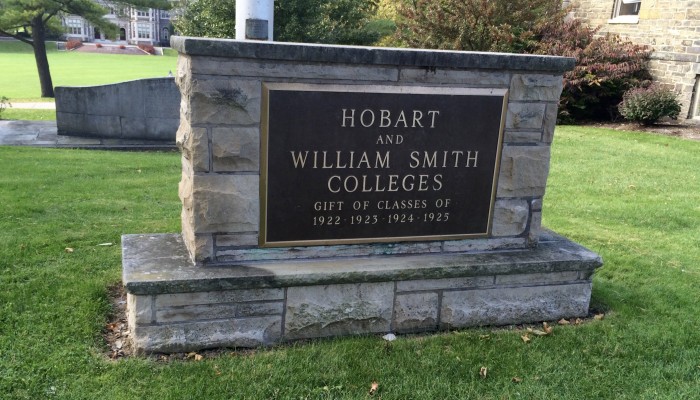 HOBART
AND
WILLIAM SMITH
COLLEGES
GIFT OF CLASSES OF
1922 · 1923 · 1924 · 1925